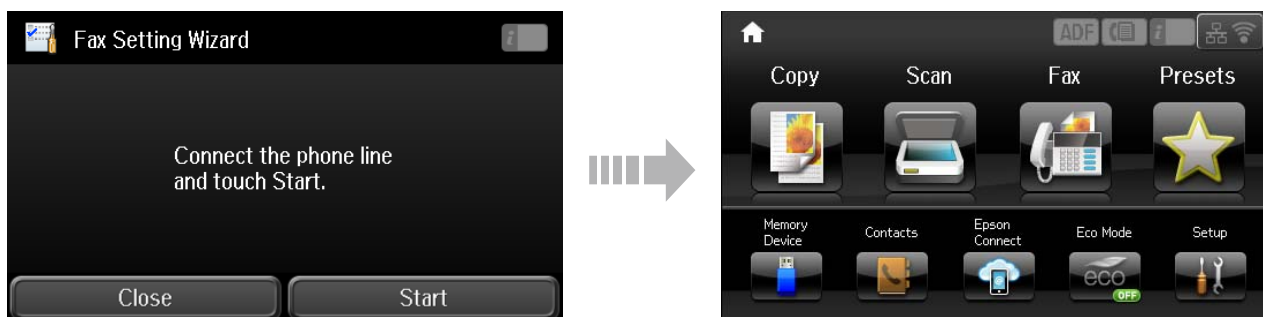 Fax Setting Wizard
i
Connect the phone line
and touch Start.
Close
Start
ADF
i
Copy
Scan
Fax
Presets
Memory
Device
Contacts
Epson
Connect
Eco Mode
Setup
eco
OFF